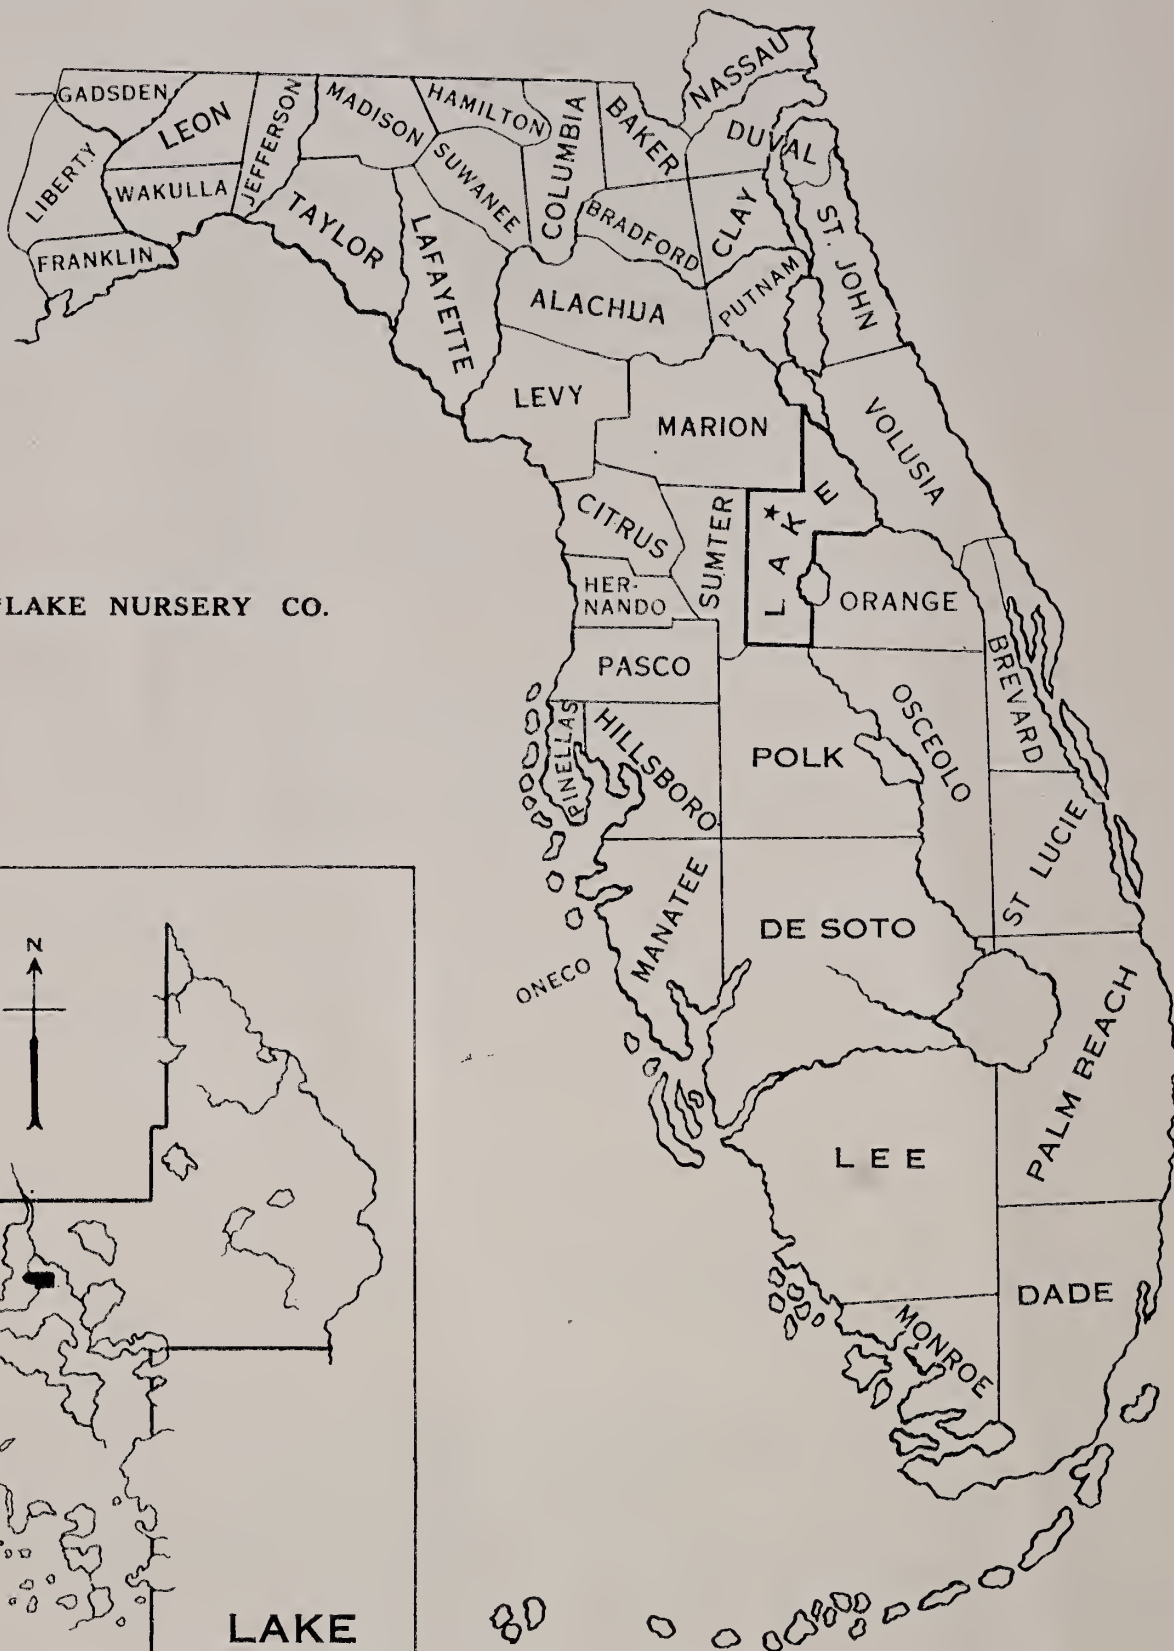 NASSAU
GADSDEN
LEON
JEFFERSON
MADISON
HAMILTON
COLUMBIA
BAKER
DUVAL
LIBERTY
WAKULLA
TAYLOR
SUWANEE
BRADFORD
CLAY
ST. JOHN
FRANKLIN
LAFAYETTE
ALACHUA
PUTNAM
LEVY
MARION
VOLUSIA
CITRUS
SUMTER
LAKE
HER-
NANDO
ORANGE
LAKE NURSERY CO.
PASCO
BREVARD
PINELLAS
HILLSBORO
POLK
OSCEOLO
ST LUCIE
MANATEE
DE SOTO
ONECO
PALM BEACH
LEE
DADE
MONROE
N
LAKE